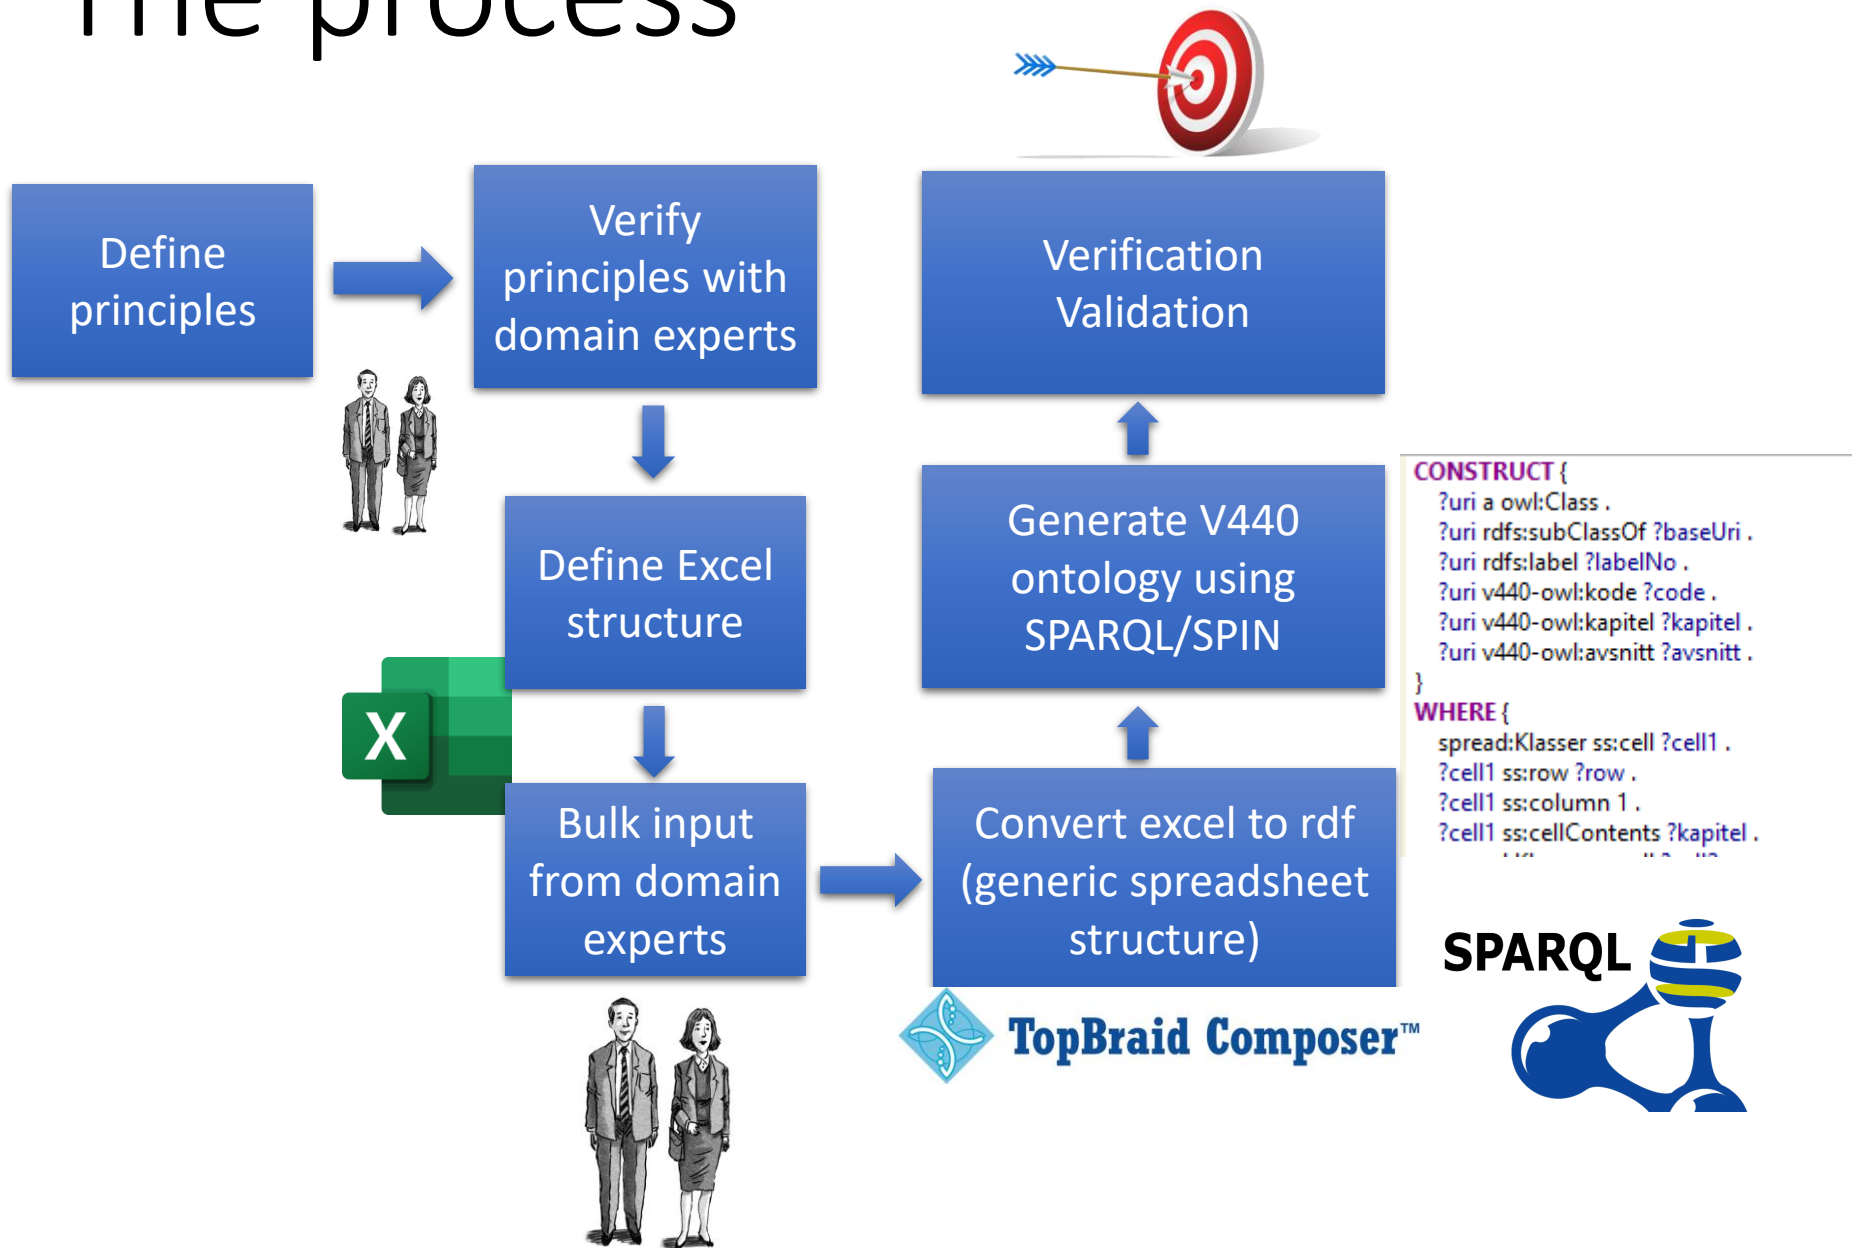 The process
Define
principles
Verify
principles with
domain experts
Define Excel
structure
X
Bulk input
from domain
experts
Convert excel to rdf
(generic spreadsheet
structure)
TopBraid Composer™
Generate V440
ontology using
SPARQL/SPIN
Verification
Validation
CONSTRUCT {
?uri a owl:Class .
?uri rdfs:subClassOf ?baseUri .
?uri rdfs:label ?labelNo .
?uri v440-owl:kode ?code .
?uri v440-owl:kapitel ?kapitel .
?uri v440-owl:avsnitt ?avsnitt .
}
WHERE {
spread:Klasser ss:cell ?cell1 .
?cell1 ss:row ?row .
?cell1 ss:column 1 .
?cell1 ss:cellContents ?kapitel .
SPARQL